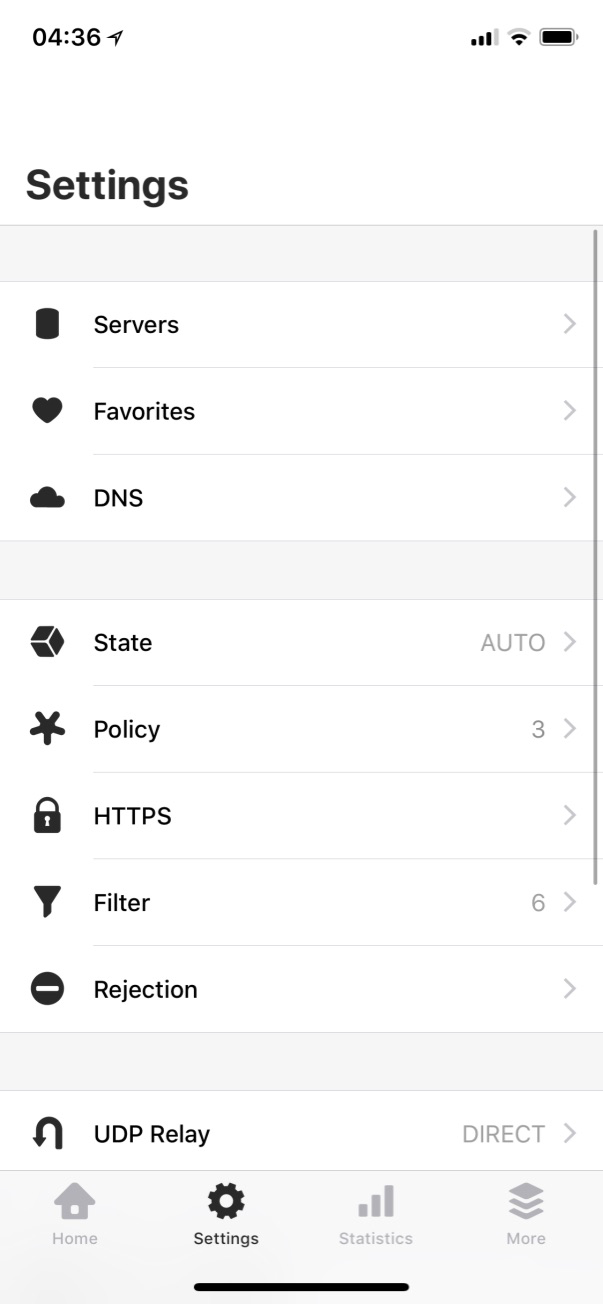 04:36
Settings
Servers
Favorites
DNS
State AUTO
Policy 3
HTTPS
Filter 6
Rejection
UDP Relay DIRECT
Home Settings Statistics More